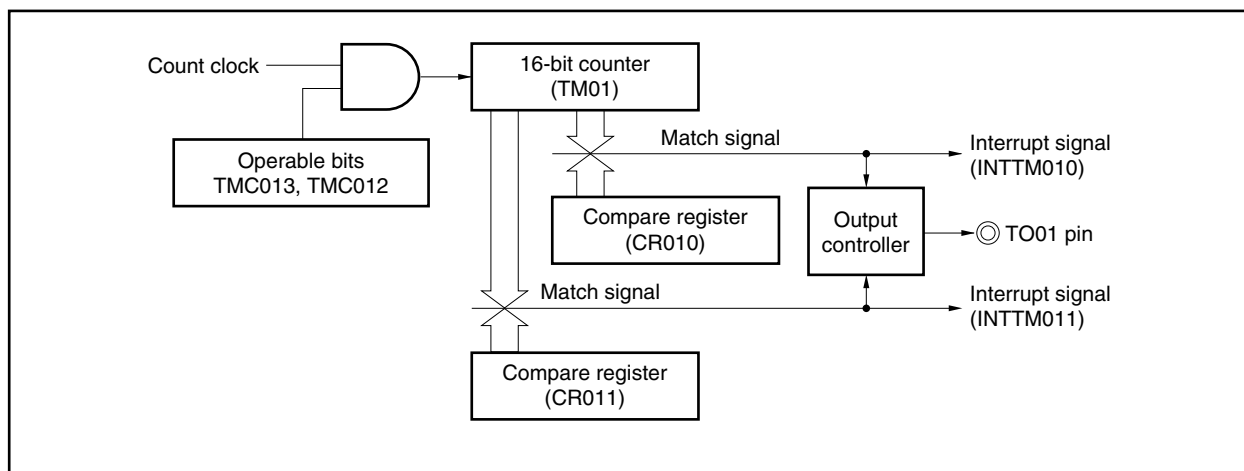 Count clock
16-bit counter
(TM01)
Operable bits
TMC013, TMC012
Match signal
Interrupt signal
(INTTM010)
Compare register
(CR010)
Output
controller
TO01 pin
Match signal
Interrupt signal
(INTTM011)
Compare register
(CR011)